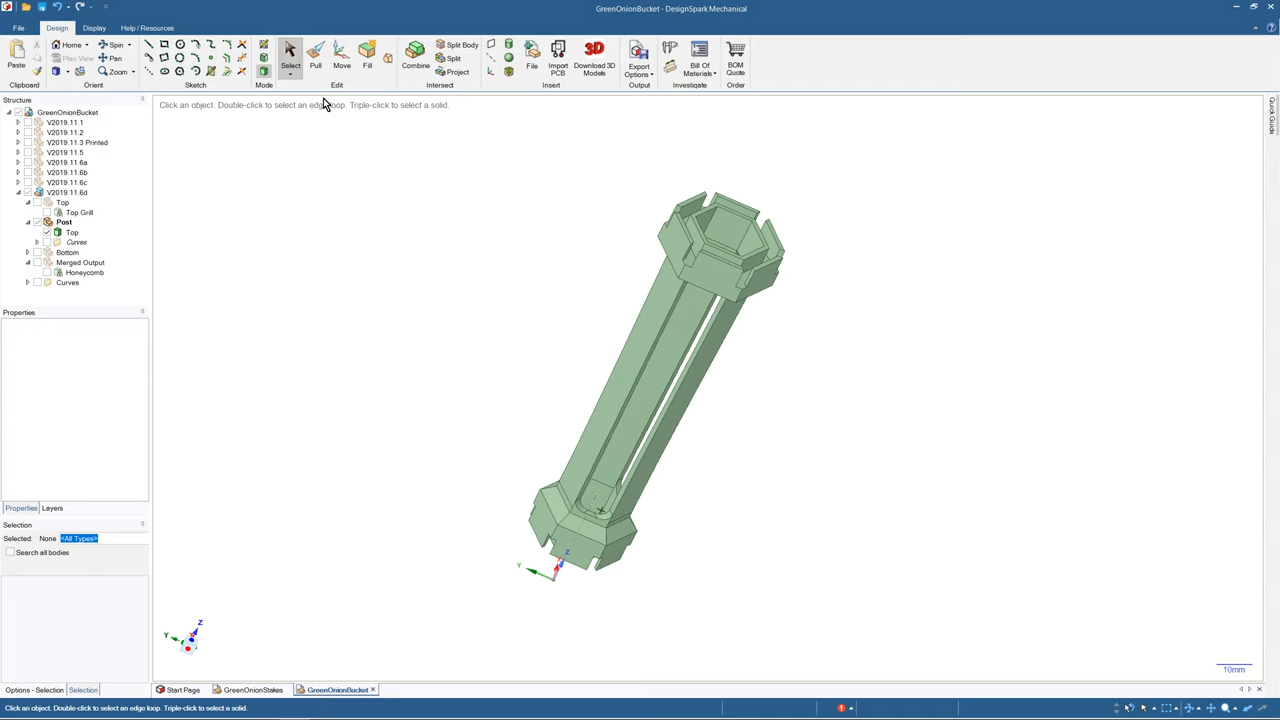 GreenOnionBucket - DesignSpark Mechanical
File Design Display Help / Resources
Home Spin
Plan View Pan
Zoom
Paste
Select Pull Move Fill
Combine
Split Body
Split
Project
File Import PCB Download 3D Models
Export Options
Bill Of Materials
BOM Quote
Clipboard Orient Sketch Mode Edit Intersect Insert Output Investigate Order
Structure
Click an object. Double-click to select an edge loop. Triple-click to select a solid.
Quick Guide
GreenOnionBucket
V2019.11.1
V2019.11.2
V2019.11.3 Printed
V2019.11.5
V2019.11.6a
V2019.11.6b
V2019.11.6c
V2019.11.6d
Top
Top Grill
Post
Top
Curves
Bottom
Merged Output
Honeycomb
Curves
Properties
Properties Layers
Selection
Selected: None <All Types>
Search all bodies
Z
Y
Z
Y
10mm
Options - Selection Selection
Start Page GreenOnionStakes GreenOnionBucket
Click an object. Double-click to select an edge loop. Triple-click to select a solid.